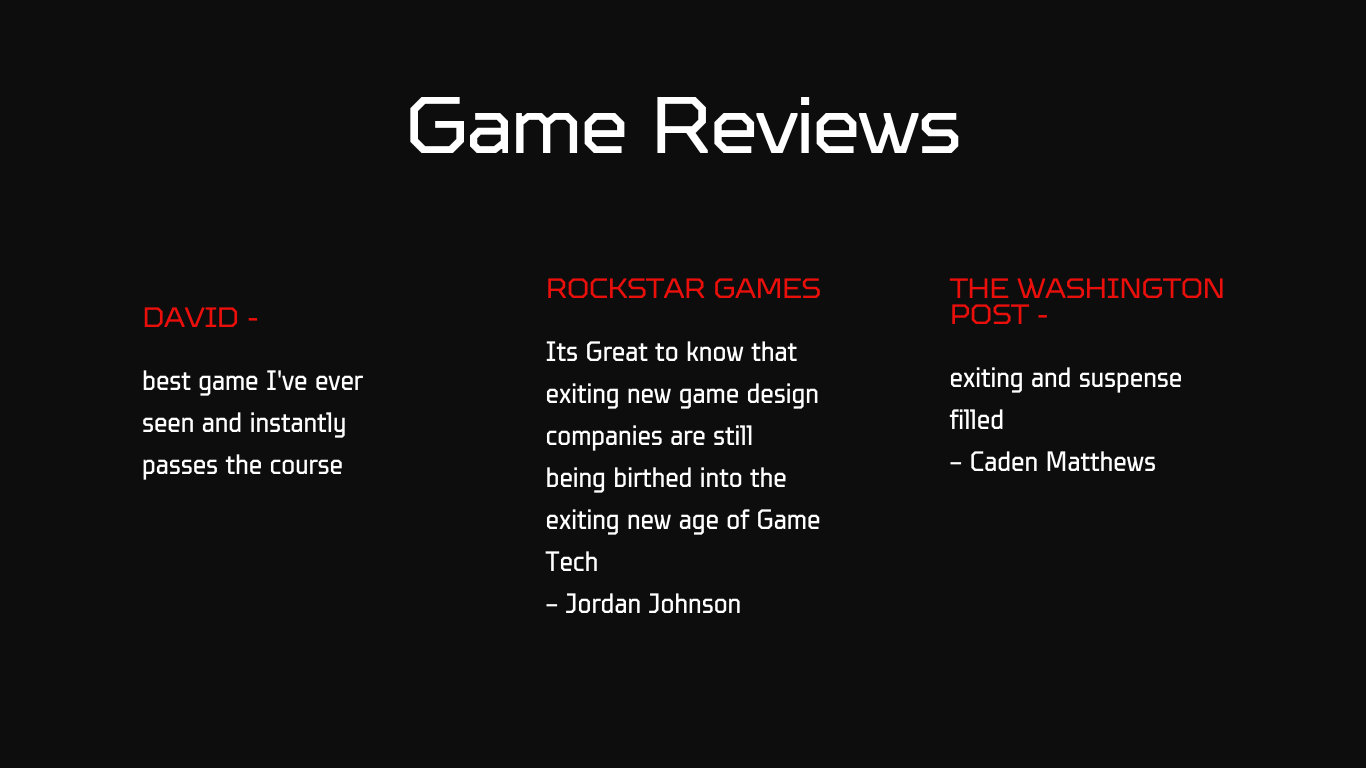 Game Reviews
DAVID -
best game I've ever
seen and instantly
passes the course
ROCKSTAR GAMES
Its Great to know that
exiting new game design
companies are still
being birthed into the
exiting new age of Game
Tech
– Jordan Johnson
THE WASHINGTON
POST -
exiting and suspense
filled
– Caden Matthews